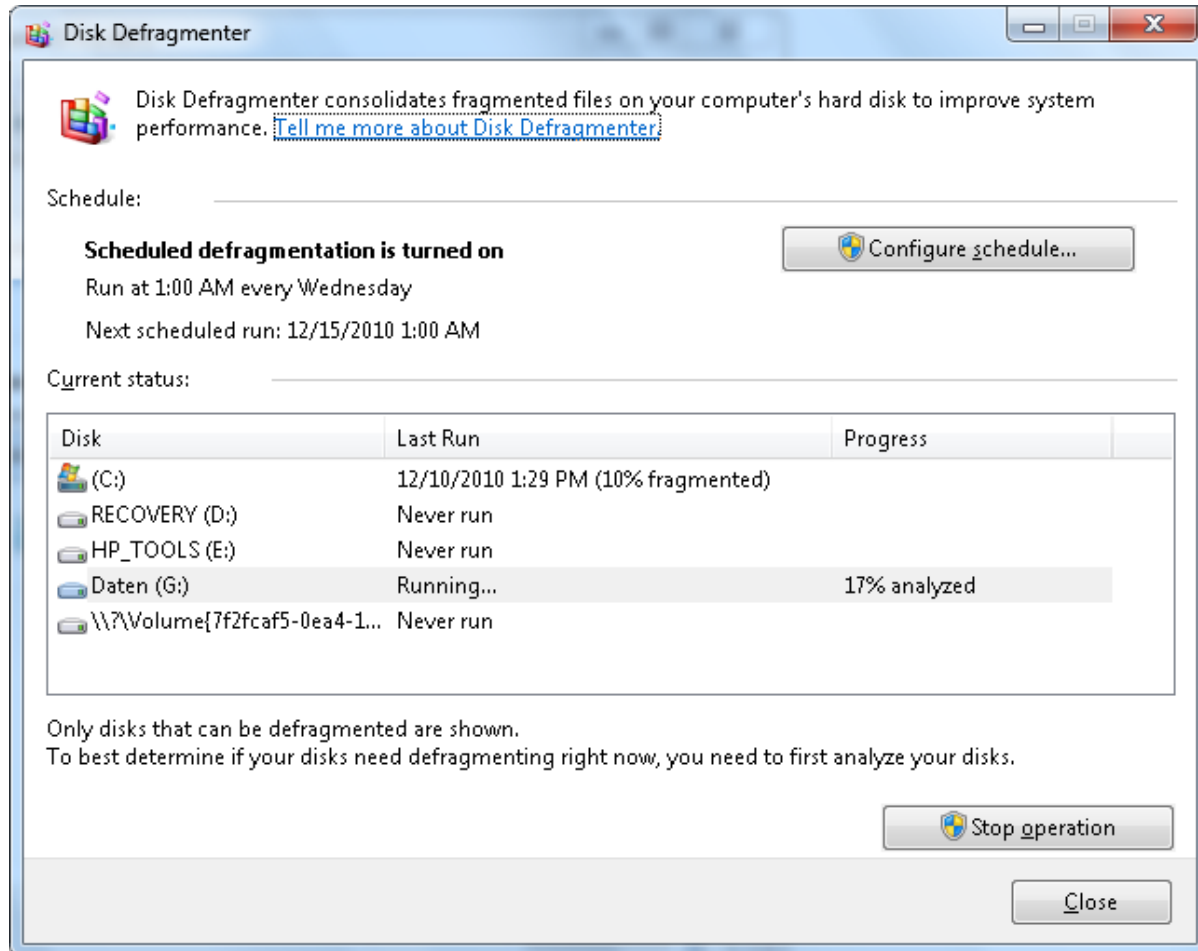 Disk Defragmenter
Disk Defragmenter consolidates fragmented files on your computer's hard disk to improve system
performance. Tell me more about Disk Defragmenter.
Schedule:
Scheduled defragmentation is turned on
Configure schedule...
Run at 1:00 AM every Wednesday
Next scheduled run: 12/15/2010 1:00 AM
Current status:
Disk Last Run Progress
(C:) 12/10/2010 1:29 PM (10% fragmented)
RECOVERY (D:) Never run
HP_TOOLS (E:) Never run
Daten (G:) Running... 17% analyzed
\\?\Volume{7f2fcaf5-0ea4-1... Never run
Only disks that can be defragmented are shown.
To best determine if your disks need defragmenting right now, you need to first analyze your disks.
Stop operation
Close